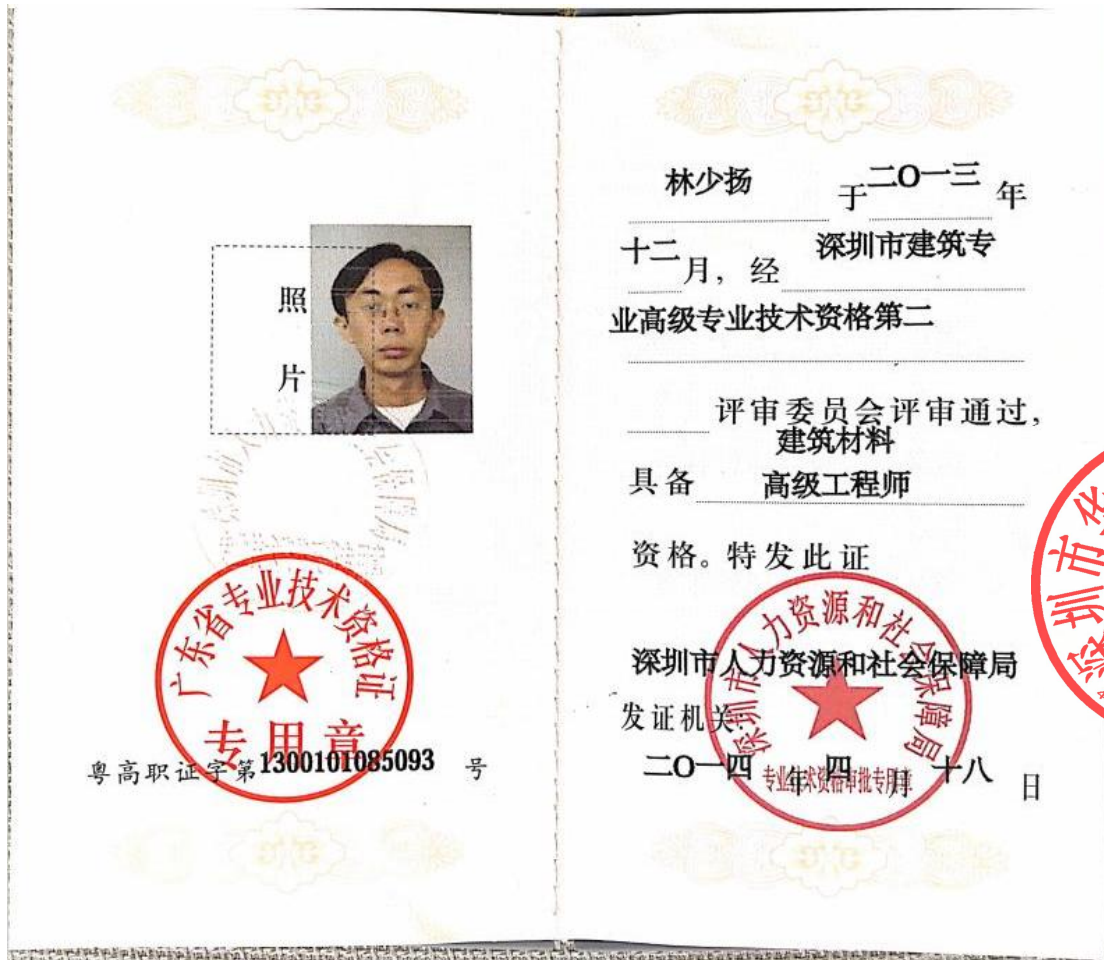 照
片
广东省专业技术资格证
专用章
粤高职证字第1300101085093号
林少扬 于二O一三年
十二月，经深圳市建筑专
业高级专业技术资格第二
评审委员会评审通过，
建筑材料
具备 高级工程师
资格。特发此证
深圳市人力资源和社会保障局
深圳市人力资源和社会保障局
发证机关:
二O一四年四月十八日
专业技术资格审批专用章
深圳市华